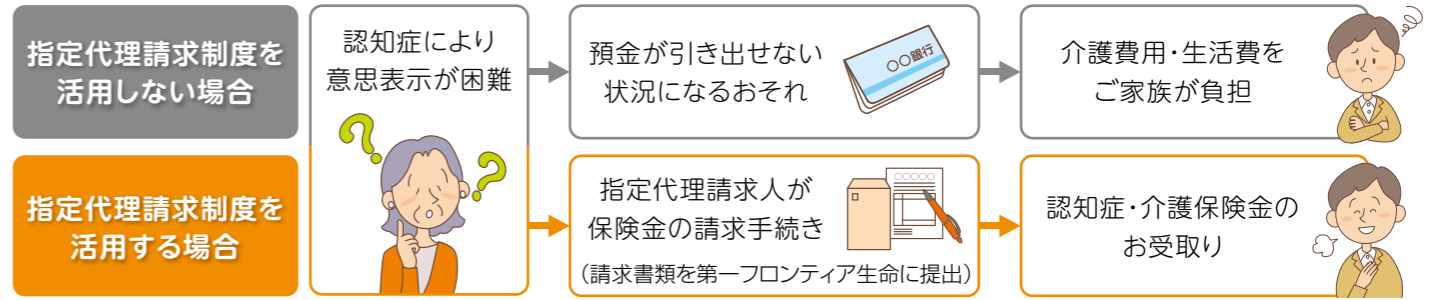 指定代理請求制度を
活用しない場合
認知症により
意思表示が困難
預金が引き出せない
状況になるおそれ
〇〇銀行
介護費用・生活費を
ご家族が負担
指定代理請求制度を
活用する場合
指定代理請求人が
保険金の請求手続き
（請求書類を第一フロンティア生命に提出）
〇〇〇〇〇
認知症・介護保険金の
お受取り